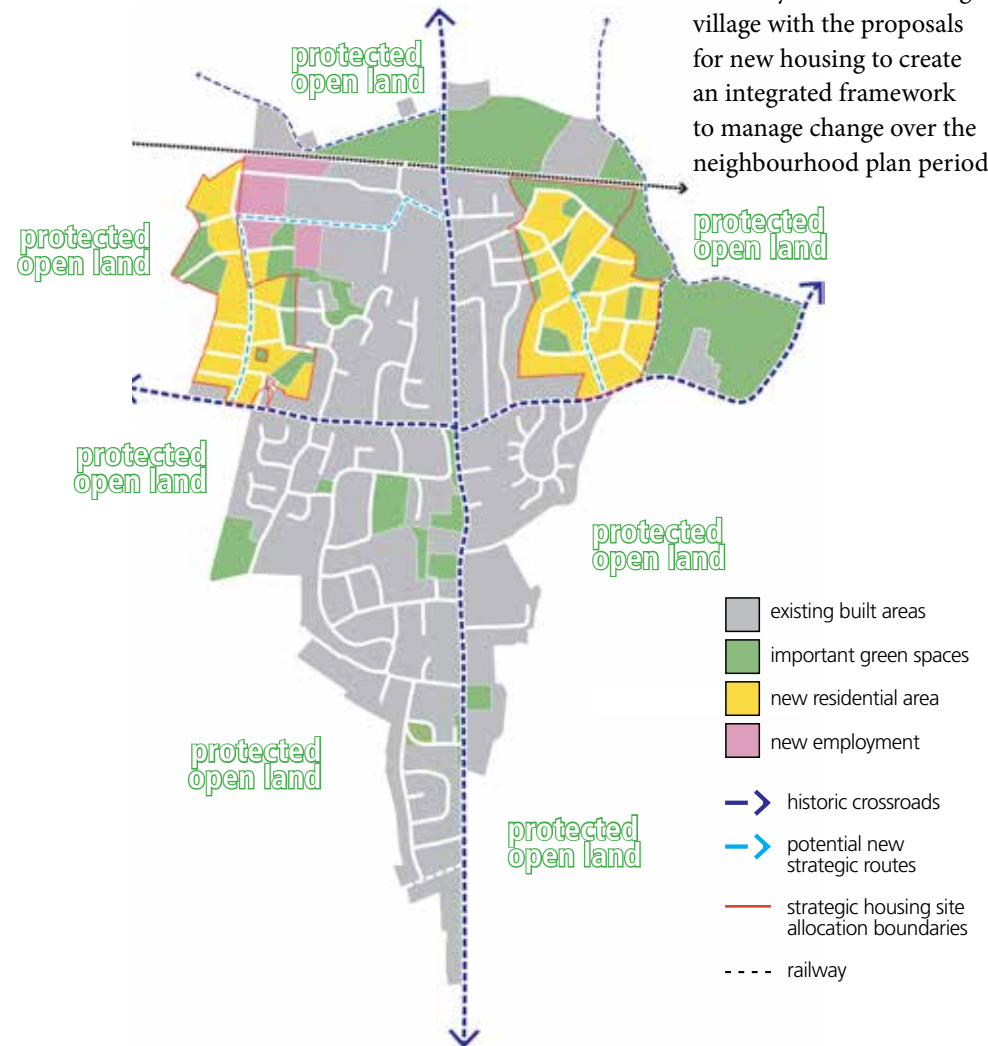 village with the proposals
for new housing to create
an integrated framework
to manage change over the
neighbourhood plan period
protected
open land
protected
open land
protected
open land
protected
open land
protected
open land
protected
open land
protected
open land
existing built areas
important green spaces
new residential area
new employment
historic crossroads
potential new
strategic routes
strategic housing site
allocation boundaries
railway